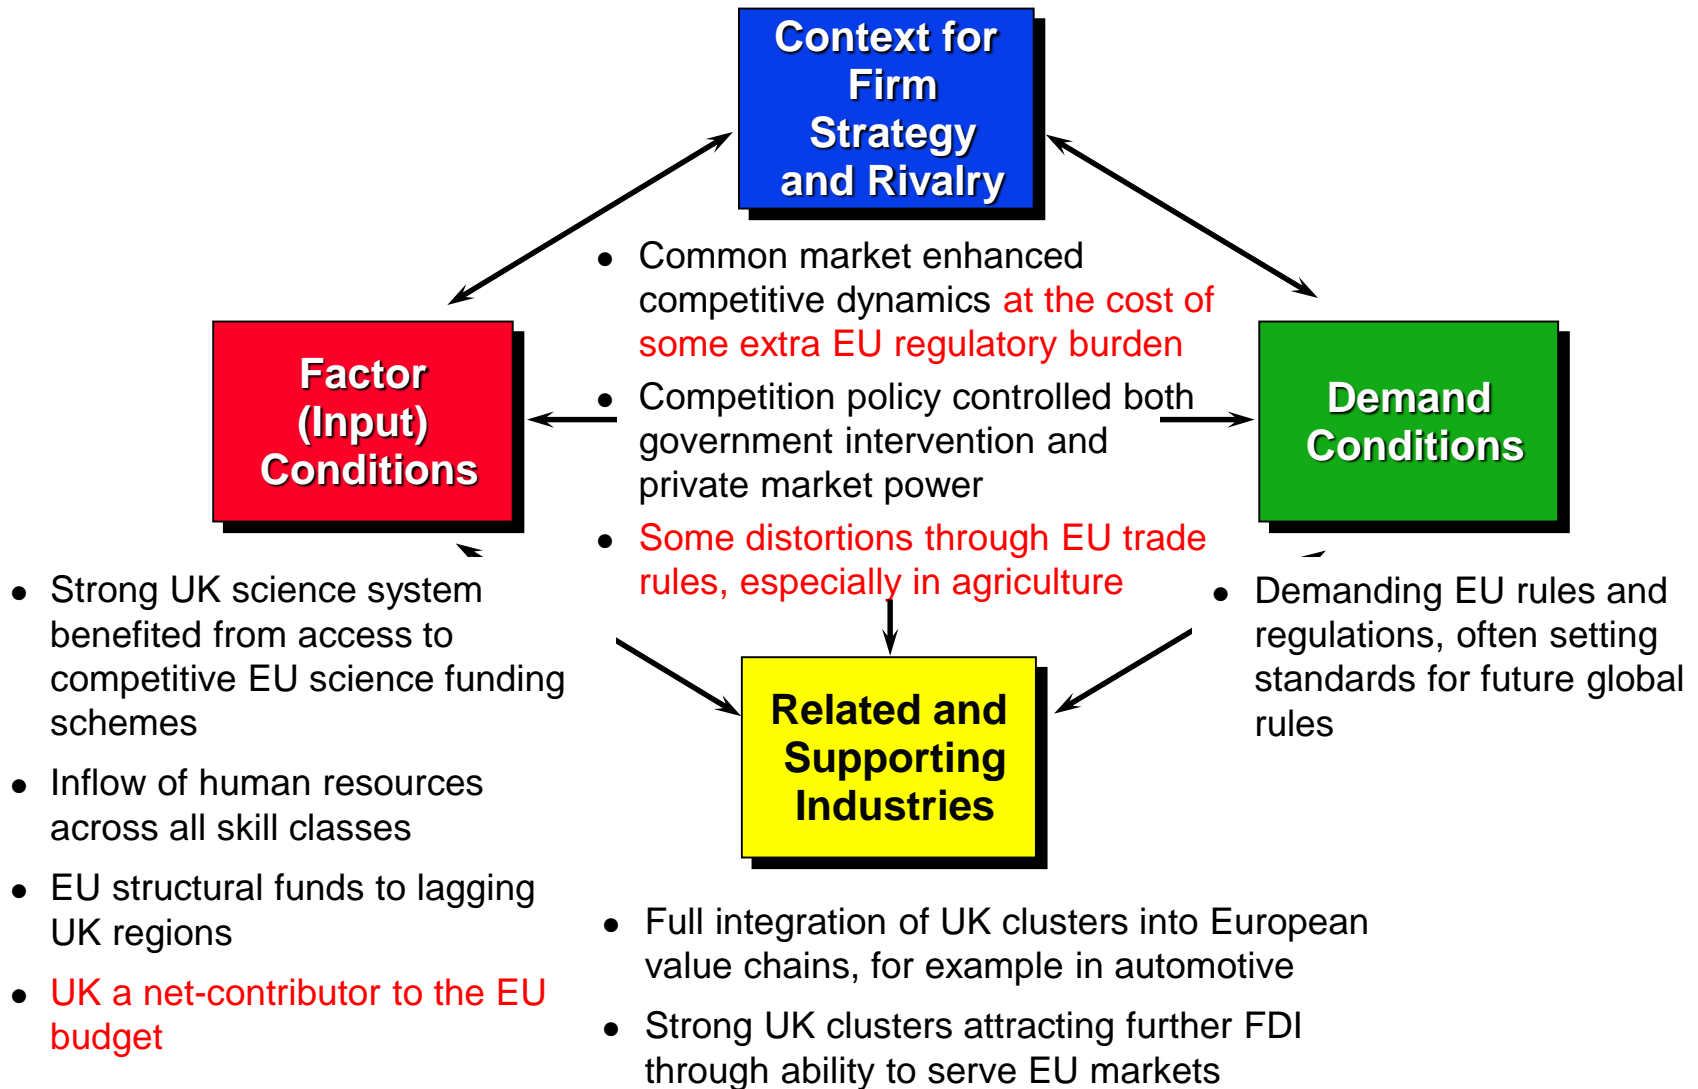 Context for
Firm
Strategy
and Rivalry
● Common market enhanced
competitive dynamics at the cost of
some extra EU regulatory burden
● Competition policy controlled both
government intervention and
private market power
● Some distortions through EU trade
rules, especially in agriculture
Factor
(Input)
Conditions
Demand
Conditions
● Strong UK science system
benefited from access to
competitive EU science funding
schemes
● Inflow of human resources
across all skill classes
● EU structural funds to lagging
UK regions
● UK a net-contributor to the EU
budget
● Demanding EU rules and
regulations, often setting
standards for future global
rules
Related and
Supporting
Industries
● Full integration of UK clusters into European
value chains, for example in automotive
● Strong UK clusters attracting further FDI
through ability to serve EU markets